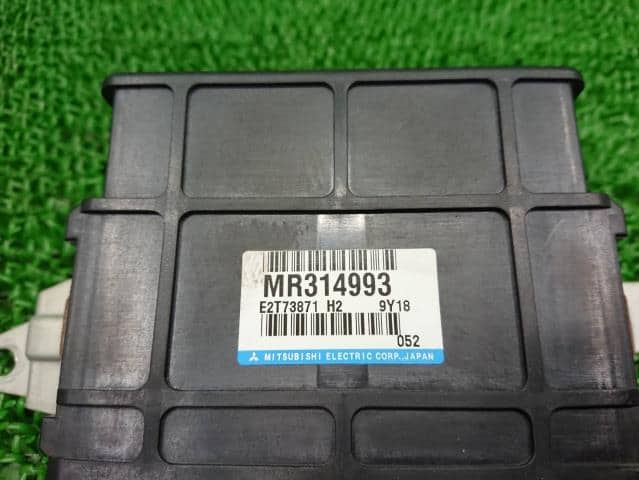 MR314993
E2T73871 H2 9Y18
052
MITSUBISHI ELECTRIC CORP.,JAPAN